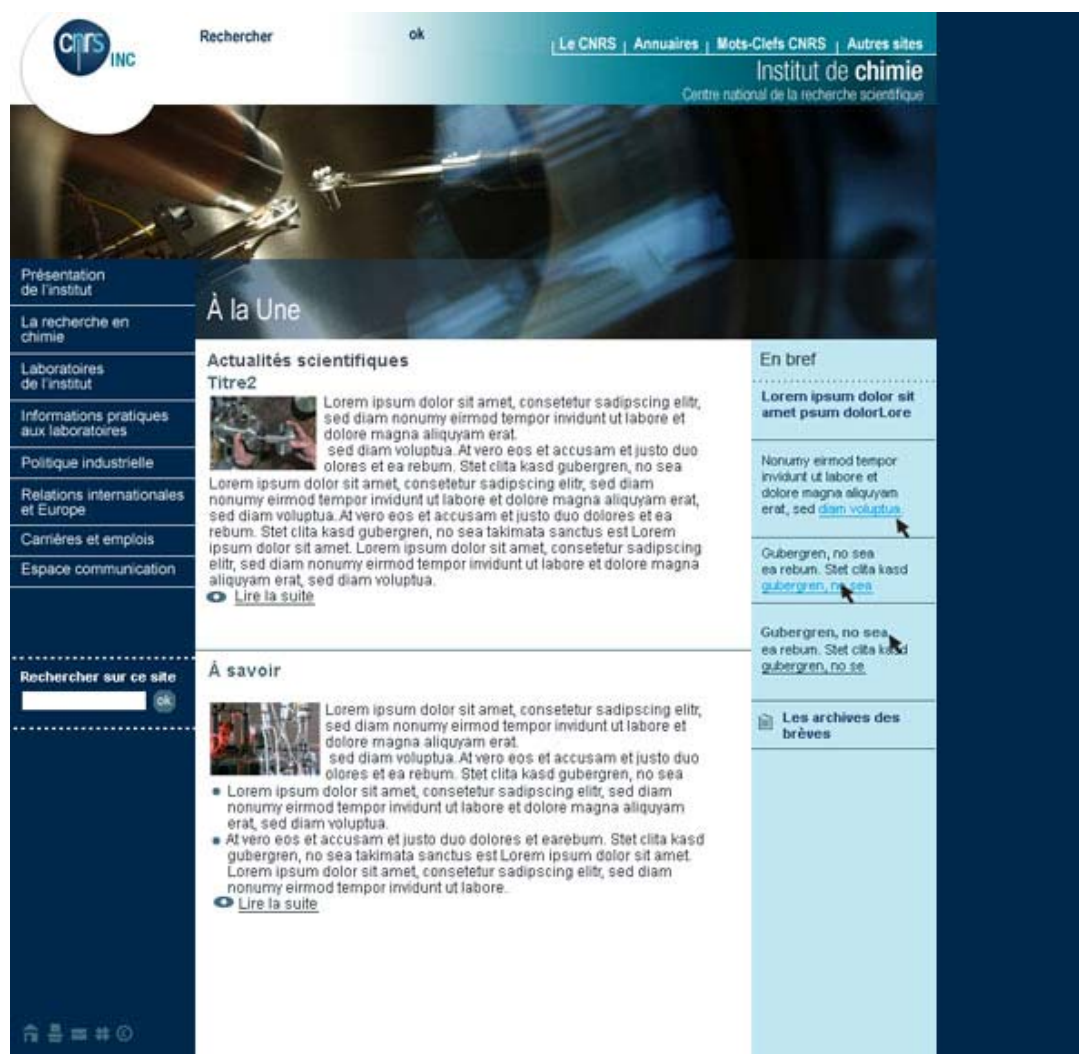 cnrs
INC
Rechercher ok
Le CNRS | Annuaires | Mots-Clefs CNRS | Autres sites
Institut de chimie
Centre national de la recherche scientifique
Présentation
de l'institut
La recherche en
chimie
Laboratoires
de l'institut
Informations pratiques
aux laboratoires
Politique industrielle
Relations internationales
et Europe
Carrières et emplois
Espace communication
Rechercher sur ce site
ok
À la Une
Actualités scientifiques
Titre2
Lorem ipsum dolor sit amet, consetetur sadipscing elitr,
sed diam nonumy eirmod tempor invidunt ut labore et
dolore magna aliquyam erat.
sed diam voluptua. At vero eos et accusam et justo duo
olores et ea rebum. Stet clita kasd gubergren, no sea
Lorem ipsum dolor sit amet, consetetur sadipscing elitr, sed diam
nonumy eirmod tempor invidunt ut labore et dolore magna aliquyam erat,
sed diam voluptua. At vero eos et accusam et justo duo dolores et ea
rebum. Stet clita kasd gubergren, no sea takimata sanctus est Lorem
ipsum dolor sit amet. Lorem ipsum dolor sit amet, consetetur sadipscing
elitr, sed diam nonumy eirmod tempor invidunt ut labore et dolore magna
aliquyam erat, sed diam voluptua.
Lire la suite
À savoir
Lorem ipsum dolor sit amet, consetetur sadipscing elitr,
sed diam nonumy eirmod tempor invidunt ut labore et
dolore magna aliquyam erat.
sed diam voluptua. At vero eos et accusam et justo duo
olores et ea rebum. Stet clita kasd gubergren, no sea
Lorem ipsum dolor sit amet, consetetur sadipscing elitr, sed diam
nonumy eirmod tempor invidunt ut labore et dolore magna aliquyam
erat, sed diam voluptua.
At vero eos et accusam et justo duo dolores et earebum. Stet clita kasd
gubergren, no sea takimata sanctus est Lorem ipsum dolor sit amet.
Lorem ipsum dolor sit amet, consetetur sadipscing elitr, sed diam
nonumy eirmod tempor invidunt ut labore.
Lire la suite
En bref
Lorem ipsum dolor sit
amet psum dolorLore
Nonumy eirmod tempor
invidunt ut labore et
dolore magna aliquyam
erat, sed diam voluptua.
Gubergren, no sea
ea rebum. Stet clita kasd
gubergren, no sea
Gubergren, no sea
ea rebum. Stet clita kasd
gubergren, no se
Les archives des
brèves